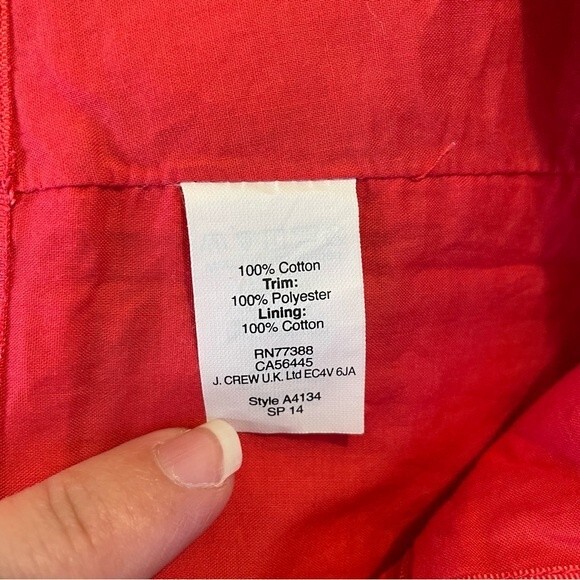 100% Cotton
Trim:
100% Polyester
Lining:
100% Cotton
RN77388
CA56445
J. CREW U.K. Ltd EC4V 6JA
Style A4134
SP 14